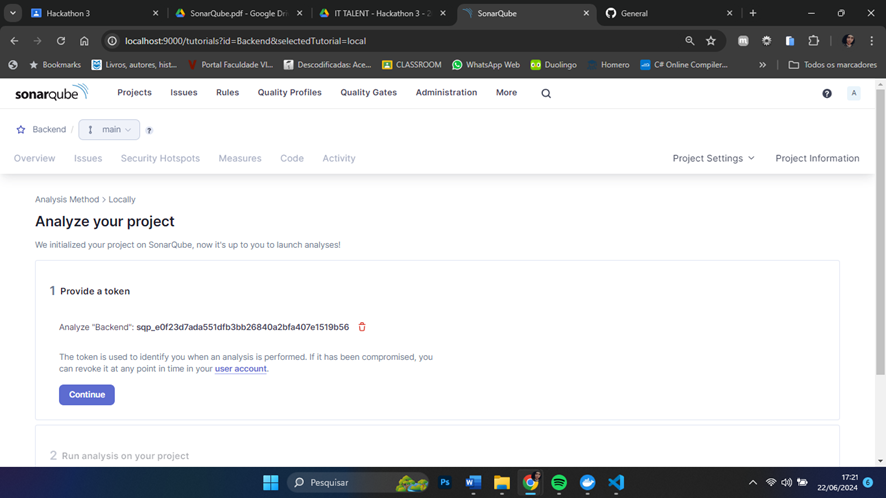 Hackathon 3
SonarQube.pdf - Google Dri
IT TALENT - Hackathon 3 - 2
SonarQube
General
localhost:9000/tutorials?id=Backend&selectedTutorial=local
Bookmarks
Livros, autores, hist...
Portal Faculdade VI...
Descodificadas: Ace...
CLASSROOM
WhatsApp Web
Duolingo
Homero
C# Online Compiler...
Todos os marcadores
sonarqube
Projects
Issues
Rules
Quality Profiles
Quality Gates
Administration
More
A
Backend /
main
Overview
Issues
Security Hotspots
Measures
Code
Activity
Project Settings
Project Information
Analysis Method > Locally
Analyze your project
We initialized your project on SonarQube, now it's up to you to launch analyses!
1 Provide a token
Analyze "Backend": sqp_e0f23d7ada551dfb3bb26840a2bfa407e1519b56
The token is used to identify you when an analysis is performed. If it has been compromised, you
can revoke it at any point in time in your user account.
Continue
2 Run analysis on your project
Pesquisar
17:21
22/06/2024
6